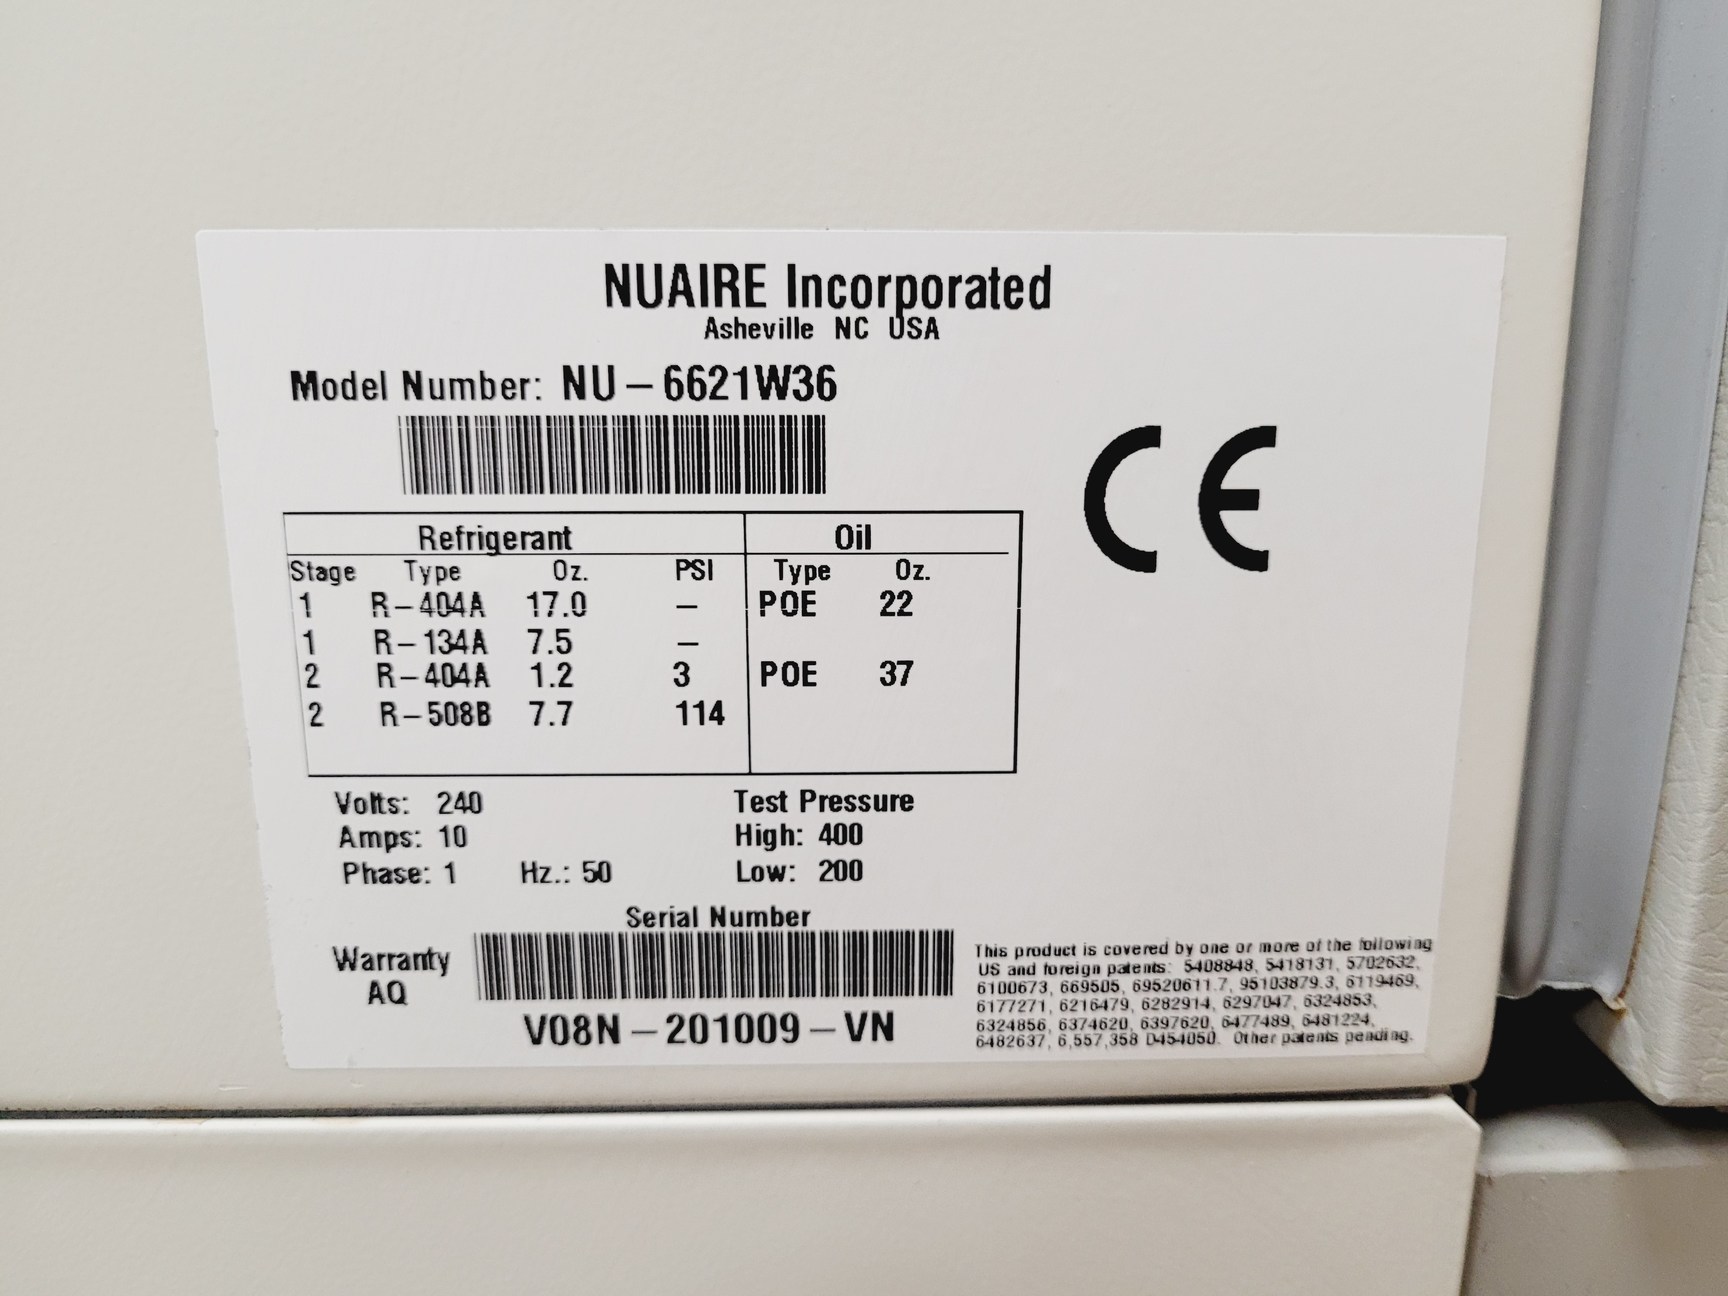 NUAIRE Incorporated
Asheville NC USA
Model Number: NU-6621W36
CE
Refrigerant Oil
Stage Type Oz. PSI Type Oz.
1 R-404A 17.0 – POE 22
1 R-134A 7.5 –
2 R-404A 1.2 3 POE 37
2 R-508B 7.7 114
Volts: 240 Test Pressure
Amps: 10 High: 400
Phase: 1 Hz.: 50 Low: 200
Serial Number
Warranty
AQ
V08N-201009-VN
This product is covered by one or more of the following
US and foreign patents: 5408848, 5418131, 5702632,
6100673, 669505, 69520611.7, 95103879.3, 6119469,
6177271, 6216479, 6282914, 6297047, 6324853,
6324856, 6374620, 6397620, 6477489, 6481224,
6482637, 6,557,358 D454050. Other patents pending.